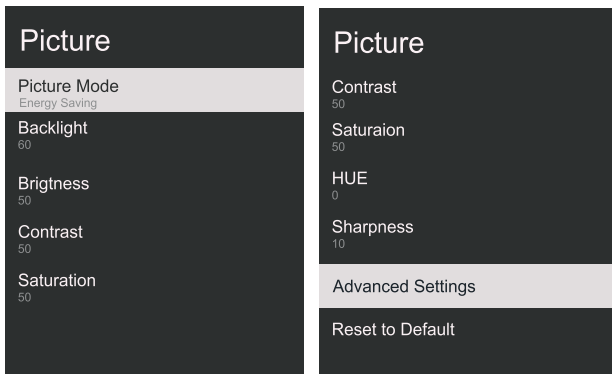 Picture
Picture Mode
Energy Saving
Backlight
60
Brigtness
50
Contrast
50
Saturation
50
Picture
Contrast
50
Saturaion
50
HUE
0
Sharpness
10
Advanced Settings
Reset to Default